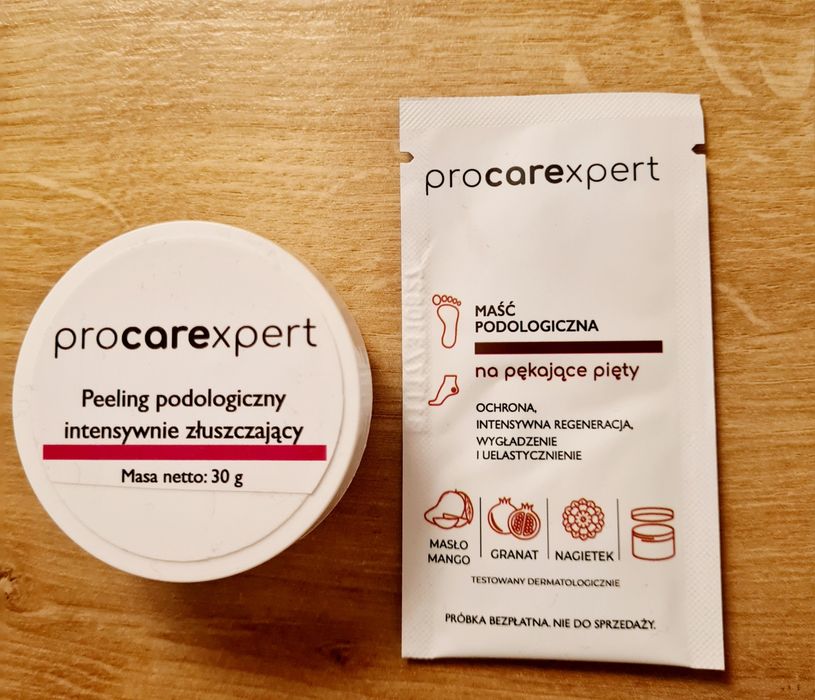 procarexpert
Peeling podologiczny
intensywnie złuszczający
Masa netto: 30 g
procarexpert
MAŚĆ
PODOLOGICZNA
na pękające pięty
OCHRONA,
INTENSYWNA REGENERACJA,
WYGŁADZENIE
I UELASTYCZNIENIE
MASŁO
MANGO
GRANAT
NAGIETEK
TESTOWANY DERMATOLOGICZNIE
PRÓBKA BEZPŁATNA. NIE DO SPRZEDAŻY.